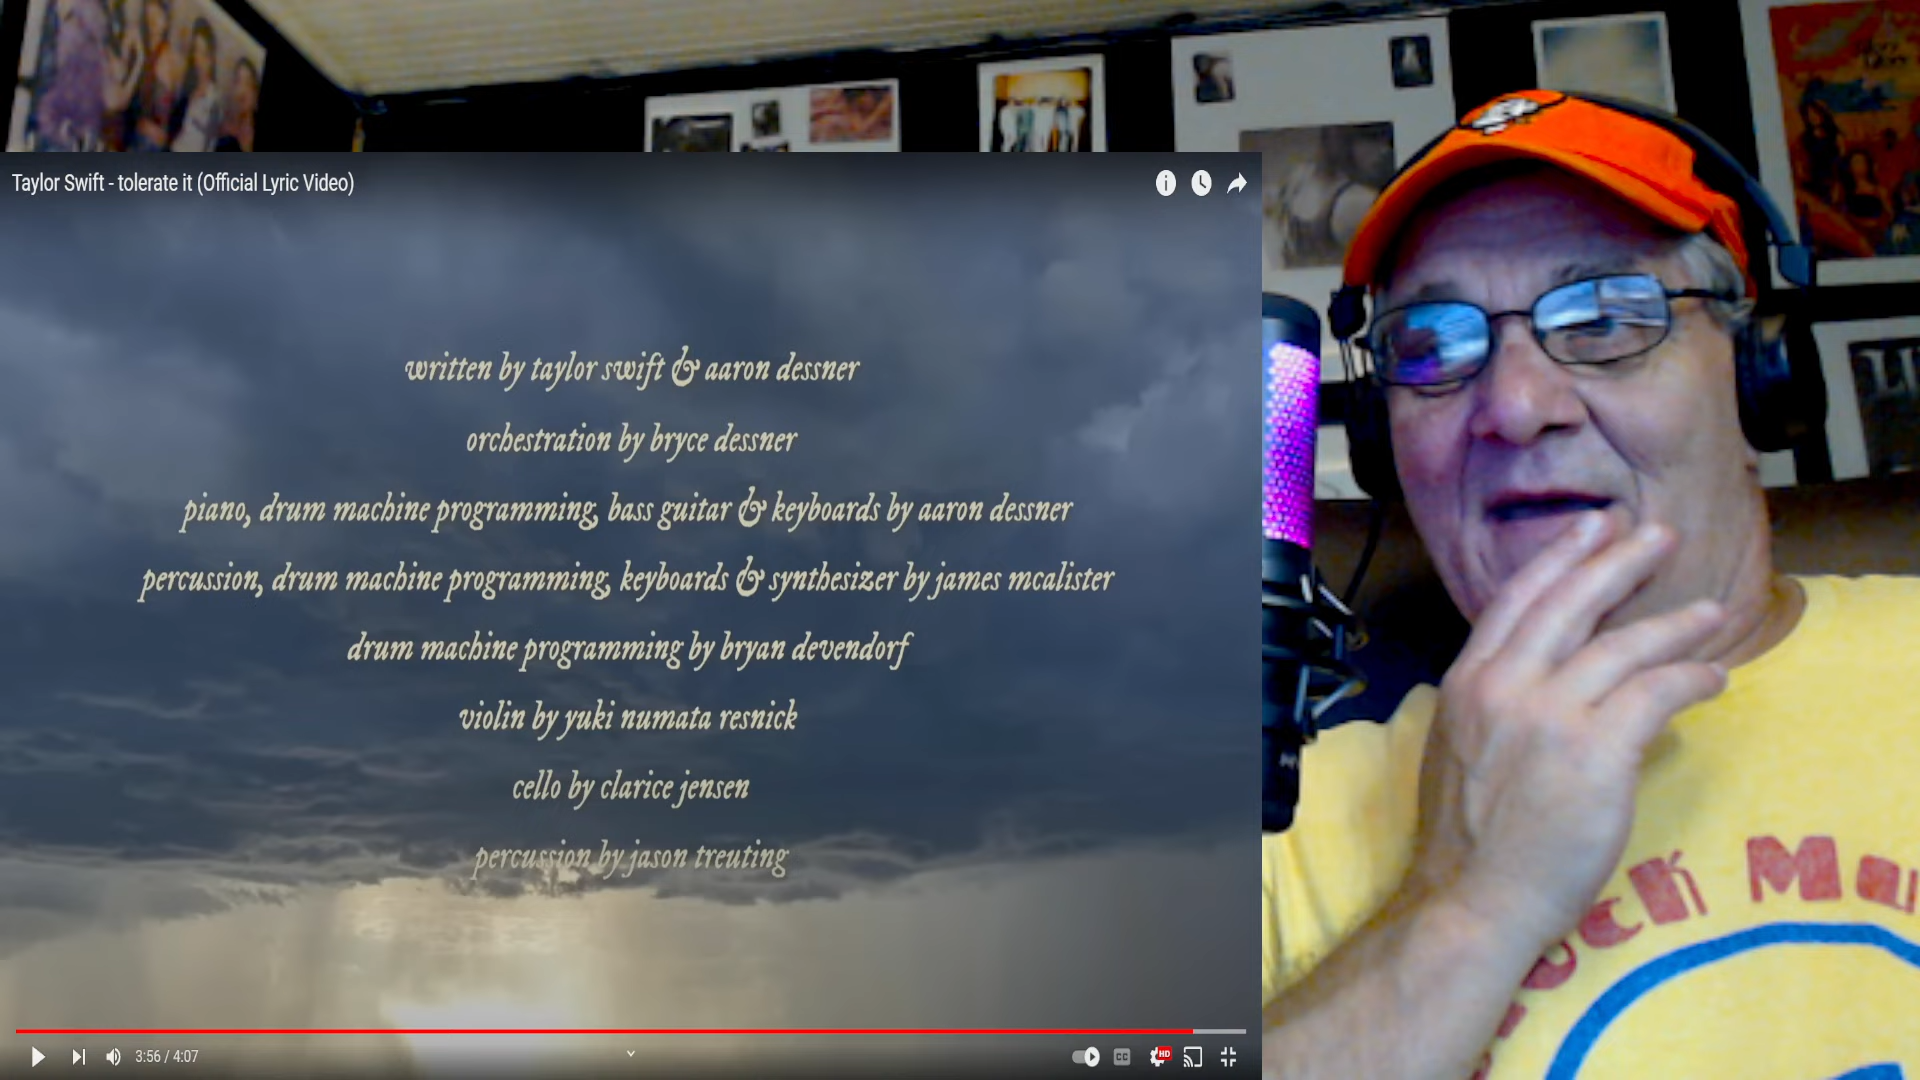 Taylor Swift - tolerate it (Official Lyric Video)
written by taylor swift & aaron dessner
orchestration by bryce dessner
piano, drum machine programming, bass guitar & keyboards by aaron dessner
percussion, drum machine programming, keyboards & synthesizer by james mcalister
drum machine programming by bryan devendorf
violin by yuki numata resnick
cello by clarice jensen
percussion by jason treuting
3:56 / 4:07
CC
HD